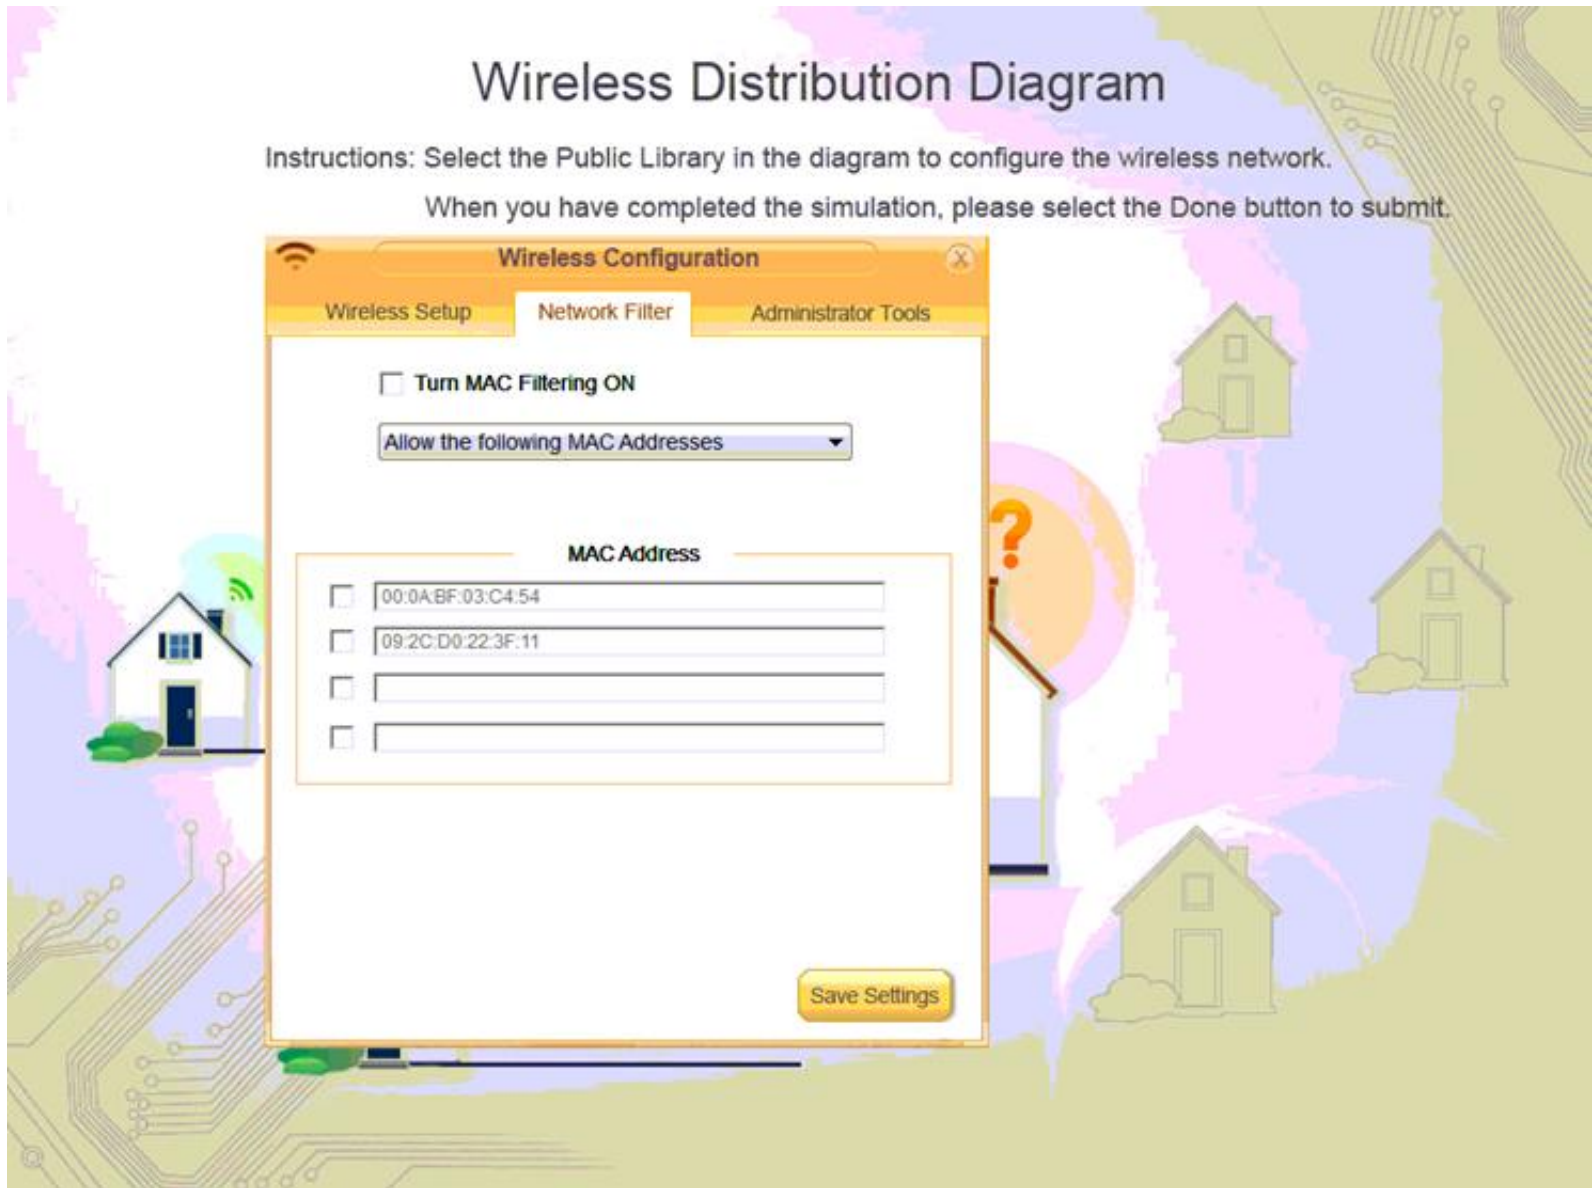 Wireless Distribution Diagram
Instructions: Select the Public Library in the diagram to configure the wireless network.
When you have completed the simulation, please select the Done button to submit.
Wireless Configuration
Wireless Setup
Network Filter
Administrator Tools
Turn MAC Filtering ON
Allow the following MAC Addresses
MAC Address
00:0A:BF:03:C4:54
09:2C:D0:22:3F:11
Save Settings
?